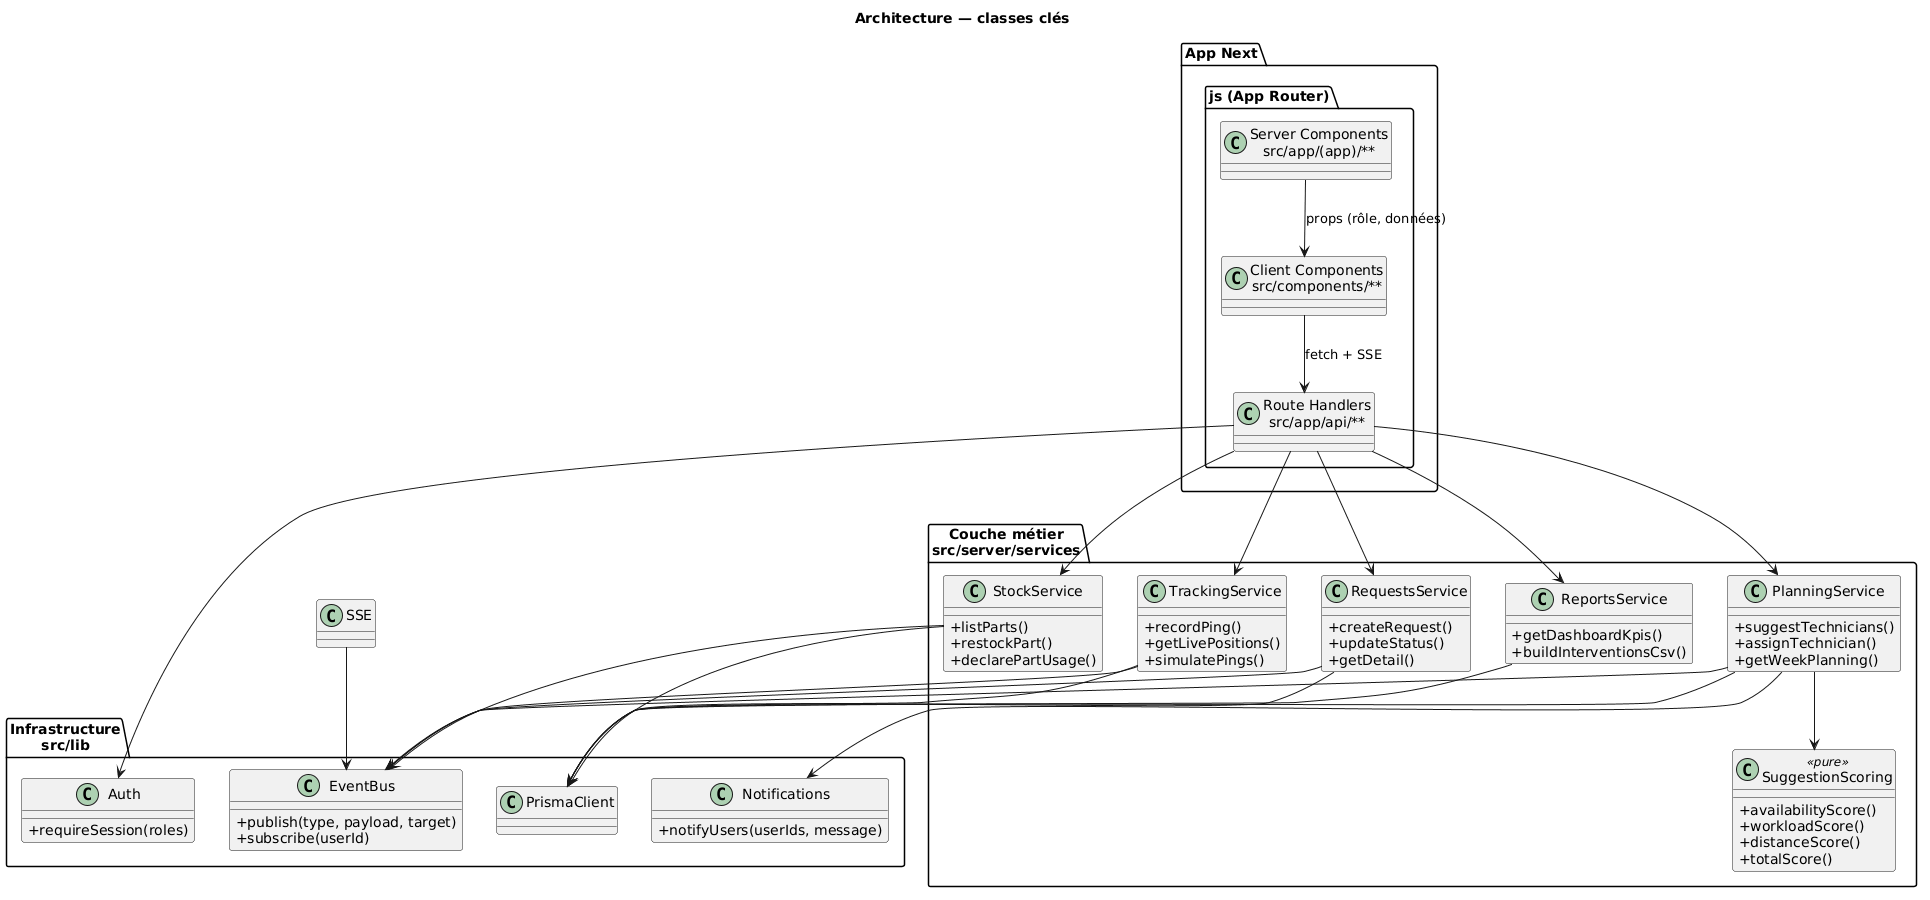 Architecture — classes clés
App Next
js (App Router)
C
Server Components
src/app/(app)/**
props (rôle, données)
C
Client Components
src/components/**
fetch + SSE
C
Route Handlers
src/app/api/**
Couche métier
src/server/services
C StockService
+listParts()
+restockPart()
+declarePartUsage()
C TrackingService
+recordPing()
+getLivePositions()
+simulatePings()
C RequestsService
+createRequest()
+updateStatus()
+getDetail()
C ReportsService
+getDashboardKpis()
+buildInterventionsCsv()
C PlanningService
+suggestTechnicians()
+assignTechnician()
+getWeekPlanning()
C
«pure»
SuggestionScoring
+availabilityScore()
+workloadScore()
+distanceScore()
+totalScore()
C SSE
Infrastructure
src/lib
C Auth
+requireSession(roles)
C EventBus
+publish(type, payload, target)
+subscribe(userId)
C PrismaClient
C Notifications
+notifyUsers(userIds, message)